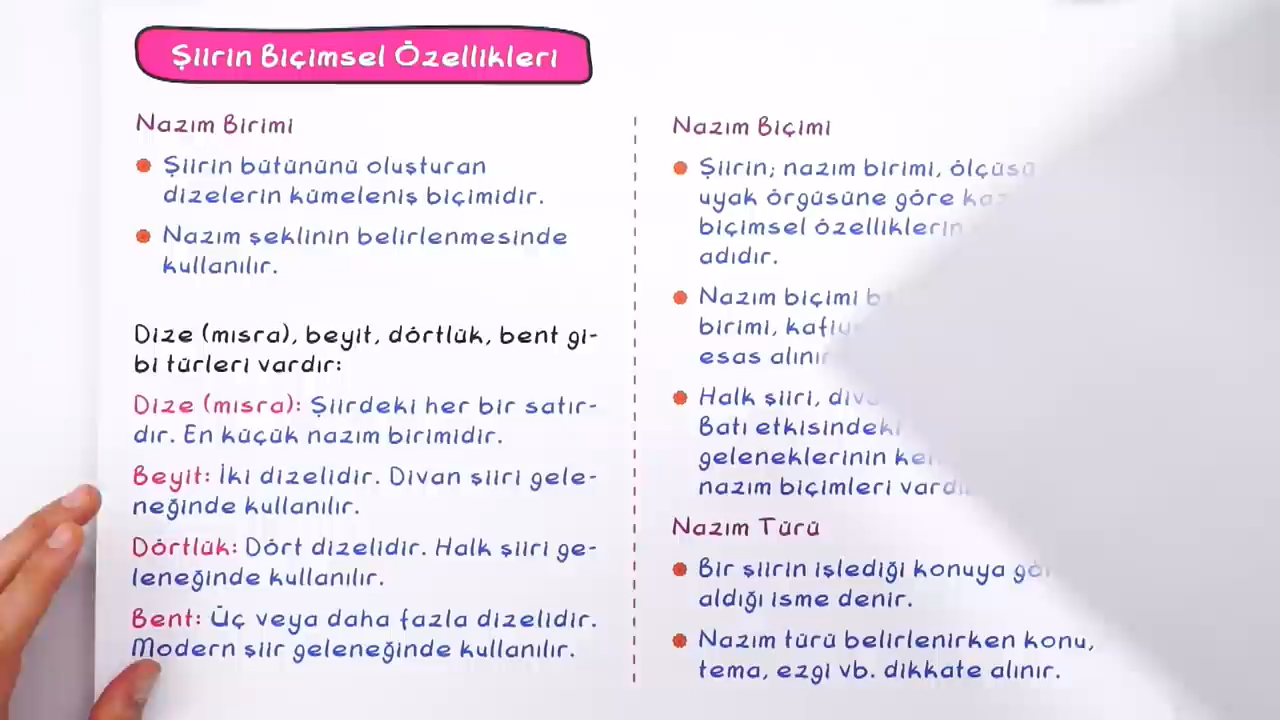 Şiirin Biçimsel Özellikleri
Nazım Birimi
Şiirin bütününü oluşturan
dizelerin kümeleniş biçimidir.
Nazım şeklinin belirlenmesinde
kullanılır.
Dize (mısra), beyit, dörtlük, bent gi-
bi türleri vardır:
Dize (mısra): Şiirdeki her bir satır-
dır. En küçük nazım birimidir.
Beyit: İki dizelidir. Divan şiiri gele-
neğinde kullanılır.
Dörtlük: Dört dizelidir. Halk şiiri ge-
leneğinde kullanılır.
Bent: Üç veya daha fazla dizelidir.
Modern şiir geleneğinde kullanılır.
Nazım Biçimi
Şiirin; nazım birimi, ölçüsü
uyak örgüsüne göre
biçimsel özelliklerin
adıdır.
Nazım biçimi
birimi,
esas alınır
Halk şiiri,
Batı etkisindeki
geleneklerinin
nazım biçimleri
Nazım Türü
Bir şiirin işlediği konuya
aldığı isme denir.
Nazım türü belirlenirken konu,
tema, ezgi vb. dikkate alınır.